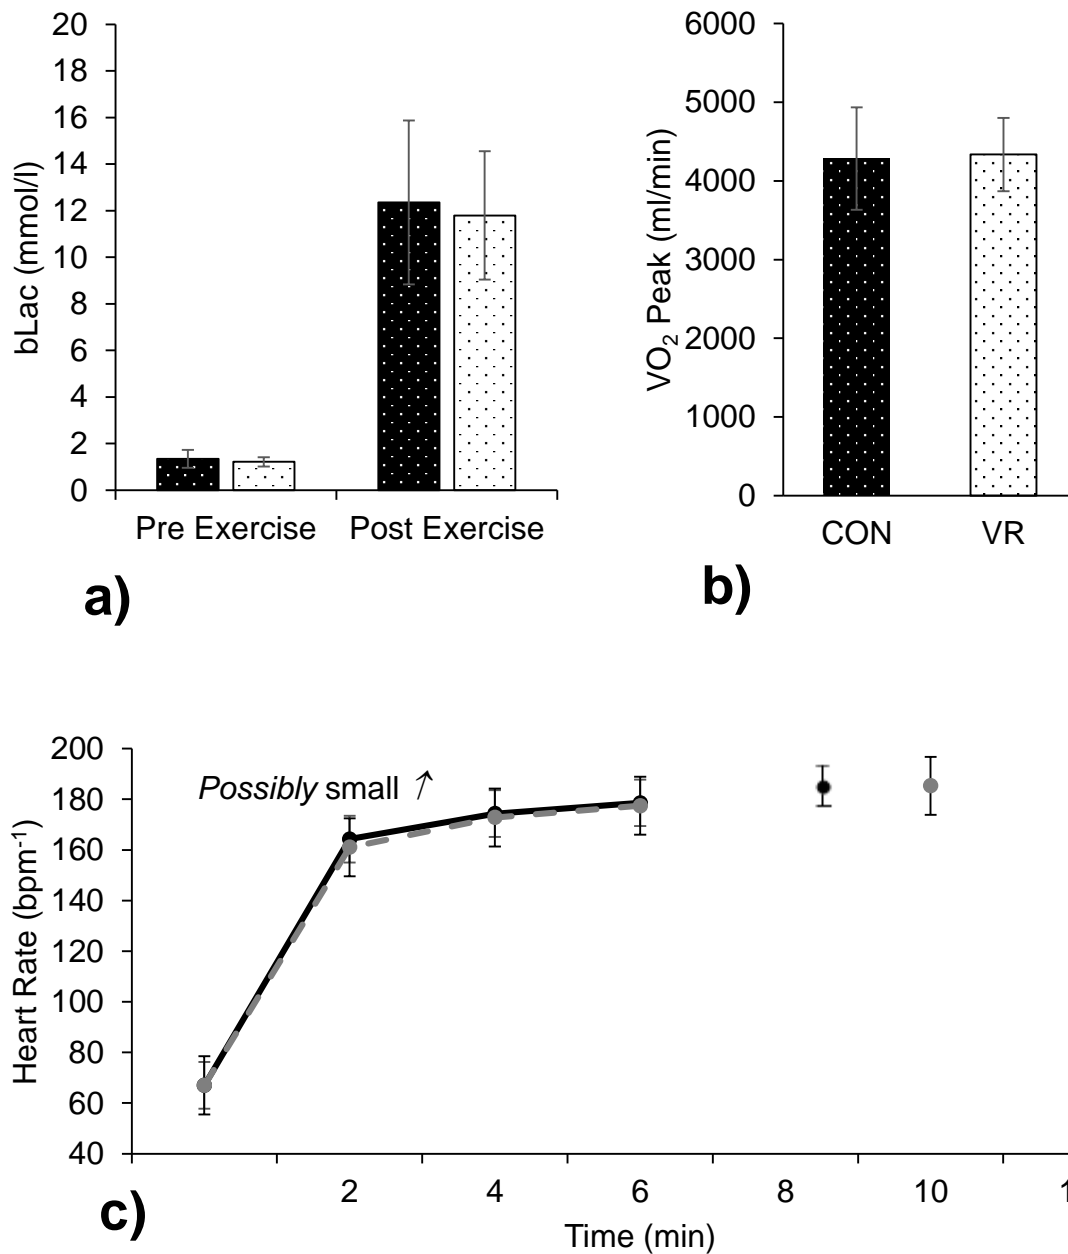 20
18
16
14
12
10
8
6
4
2
0
bLac (mmol/l)
Pre Exercise Post Exercise
a)
6000
5000
4000
3000
2000
1000
0
VO₂ Peak (ml/min)
CON VR
b)
200
180
160
140
120
100
80
60
40
Heart Rate (bpm⁻¹)
Possibly small ↑
2 4 6 8 10 1
Time (min)
c)